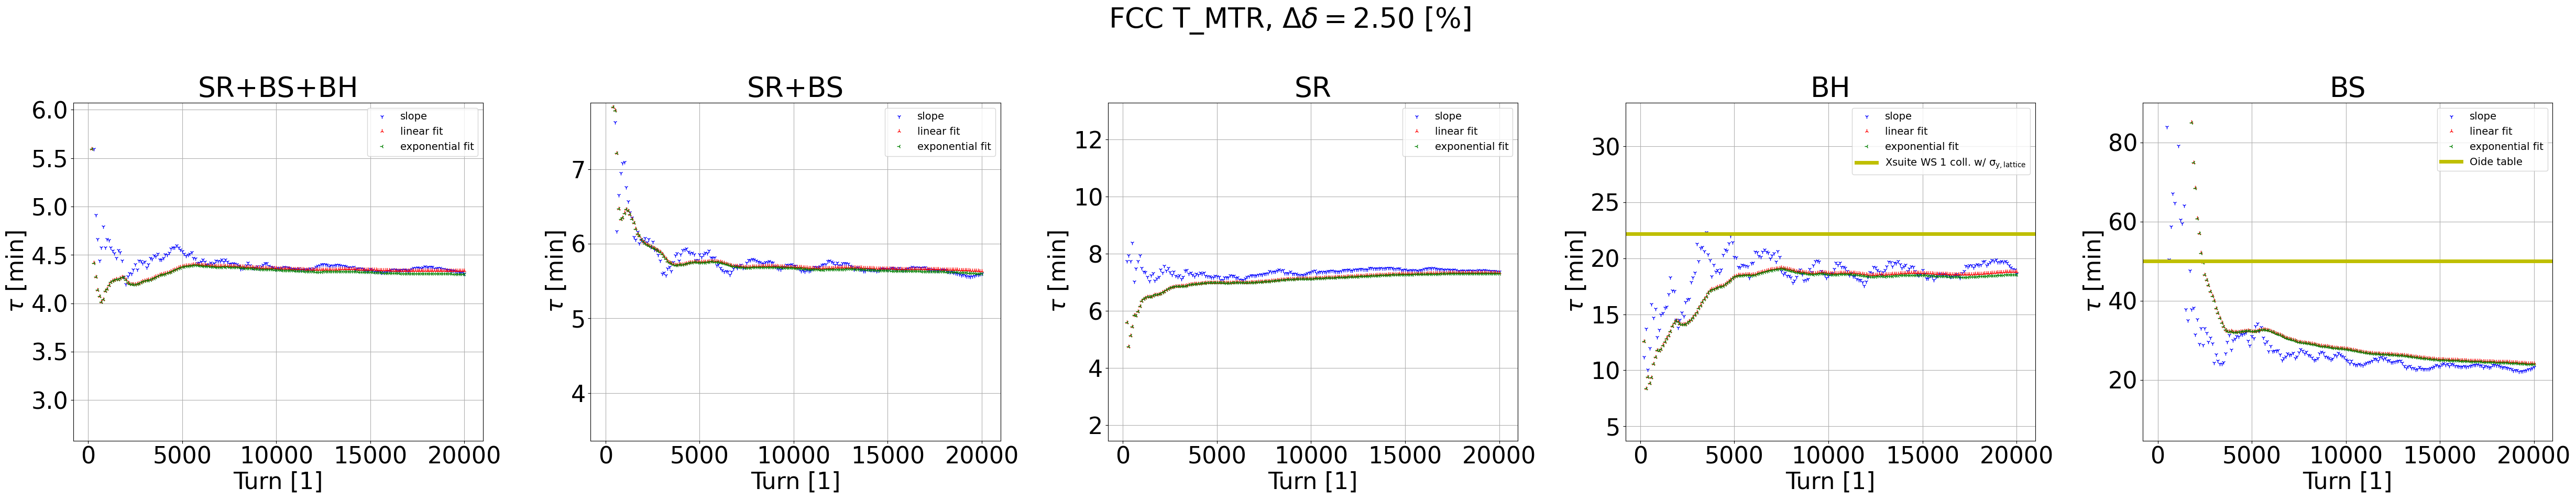 FCC T_MTR, Δδ = 2.50 [%]
SR+BS+BH
6.0
5.5
5.0
4.5
4.0
3.5
3.0
τ [min]
0 5000 10000 15000 20000
Turn [1]
slope
linear fit
exponential fit
SR+BS
7
6
5
4
τ [min]
0 5000 10000 15000 20000
Turn [1]
slope
linear fit
exponential fit
SR
12
10
8
6
4
2
τ [min]
0 5000 10000 15000 20000
Turn [1]
slope
linear fit
exponential fit
BH
30
25
20
15
10
5
τ [min]
0 5000 10000 15000 20000
Turn [1]
slope
linear fit
exponential fit
Xsuite WS 1 coll. w/ σy, lattice
BS
80
60
40
20
τ [min]
0 5000 10000 15000 20000
Turn [1]
slope
linear fit
exponential fit
Oide table